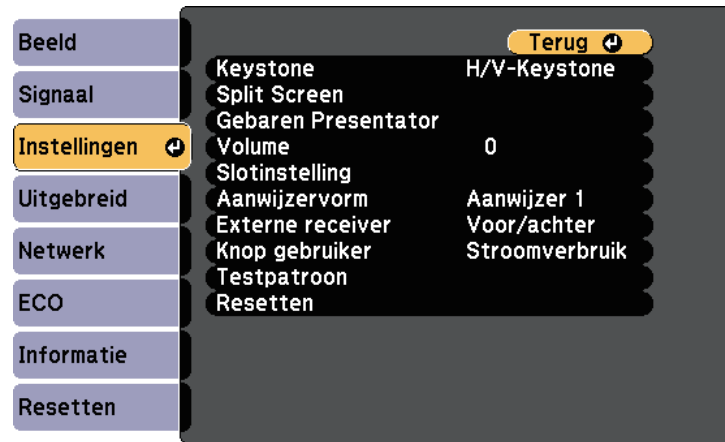 Beeld
Signaal
Instellingen
Uitgebreid
Netwerk
ECO
Informatie
Resetten
Terug
Keystone H/V-Keystone
Split Screen
Gebaren Presentator
Volume 0
Slotinstelling
Aanwijzervorm Aanwijzer 1
Externe receiver Voor/achter
Knop gebruiker Stroomverbruik
Testpatroon
Resetten